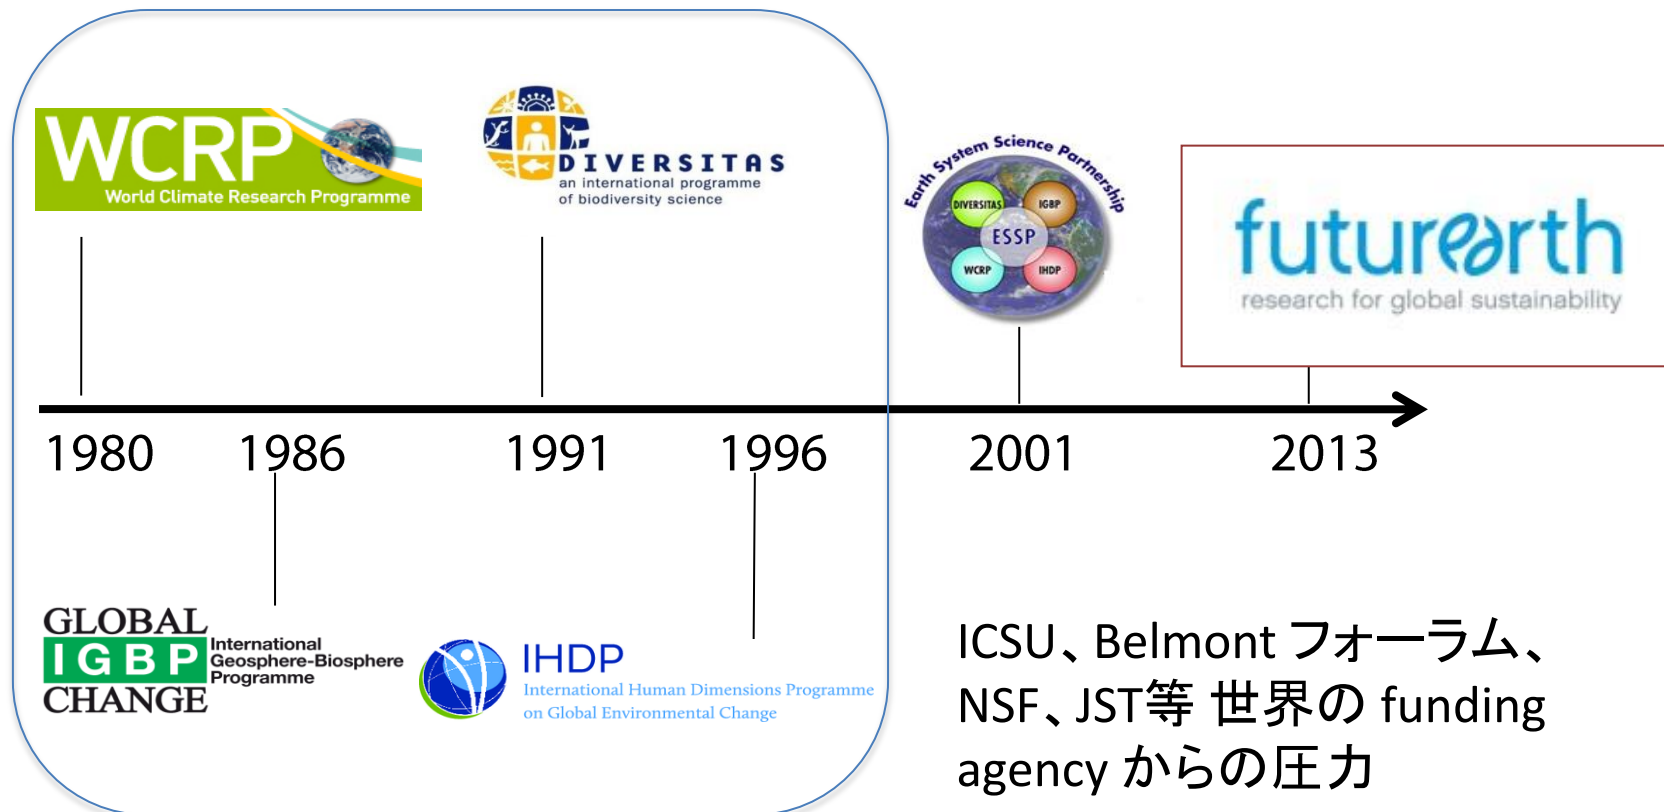 WCRP
World Climate Research Programme
DIVERSITAS
an international programme
of biodiversity science
Earth System Science Partnership
DIVERSITAS
IGBP
ESSP
WCRP
IHDP
futurearth
research for global sustainability
1980
1986
1991
1996
2001
2013
GLOBAL
IGBP
CHANGE
International
Geosphere-Biosphere
Programme
IHDP
International Human Dimensions Programme
on Global Environmental Change
ICSU、Belmont フォーラム、
NSF、JST等 世界の funding
agency からの圧力